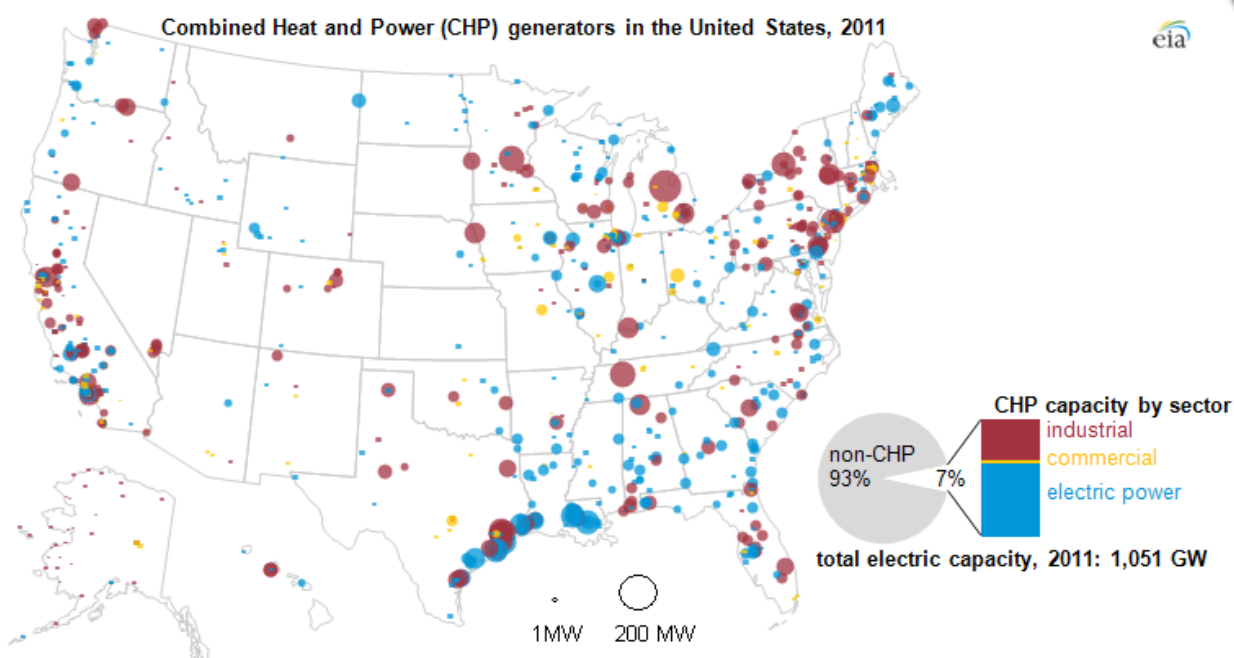 Combined Heat and Power (CHP) generators in the United States, 2011
eia
CHP capacity by sector
industrial
commercial
electric power
non-CHP
93%
7%
total electric capacity, 2011: 1,051 GW
1MW
200 MW